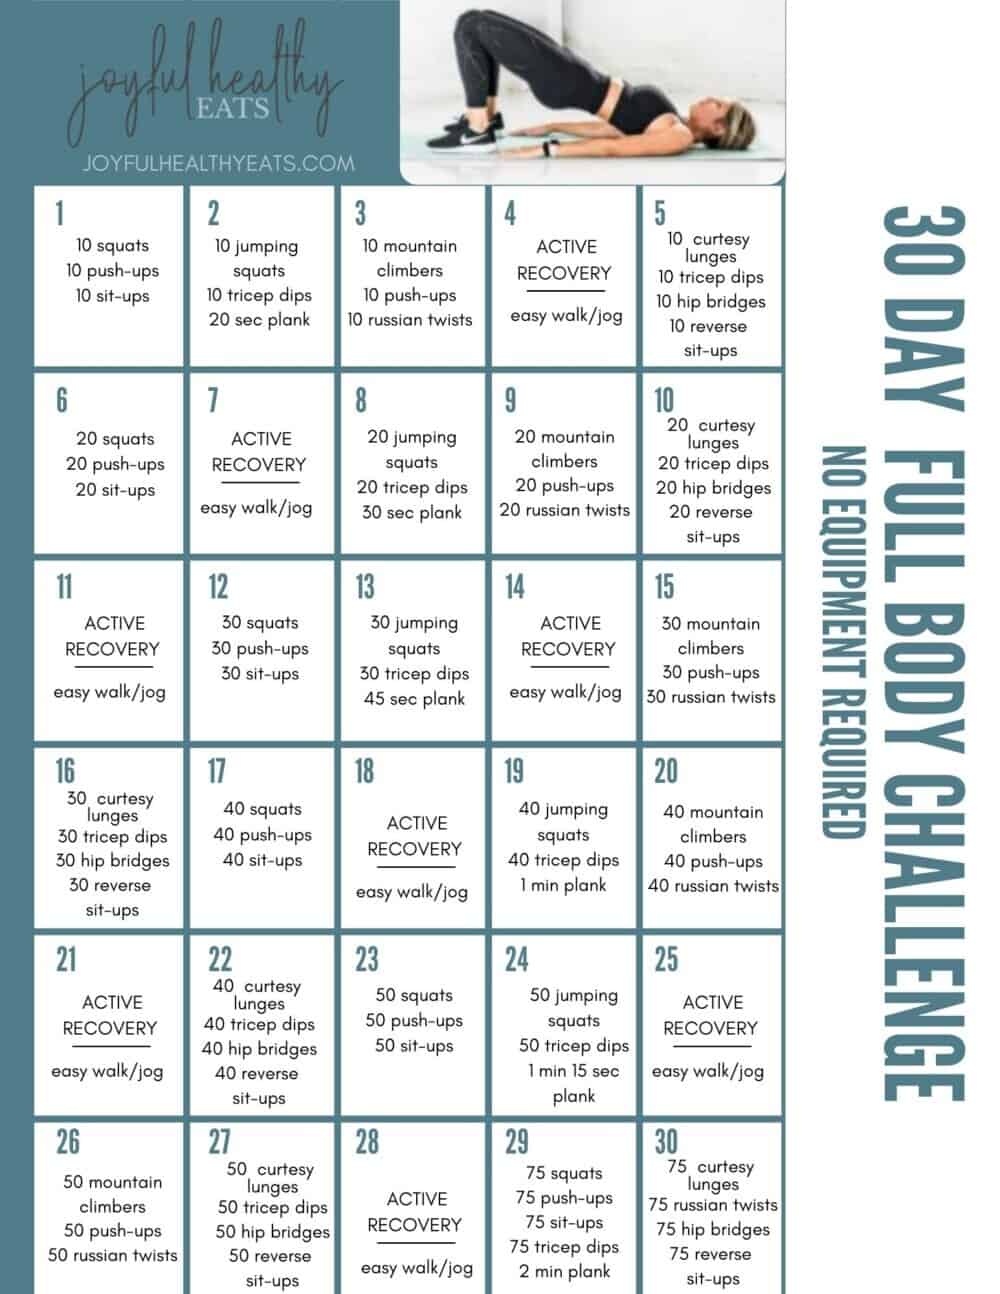 joyful healthy
EATS
JOYFULHEALTHYEATS.COM
30 DAY FULL BODY CHALLENGE
NO EQUIPMENT REQUIRED
1
10 squats
10 push-ups
10 sit-ups
2
10 jumping
squats
10 tricep dips
20 sec plank
3
10 mountain
climbers
10 push-ups
10 russian twists
4
ACTIVE
RECOVERY
easy walk/jog
5
10 curtesy
lunges
10 tricep dips
10 hip bridges
10 reverse
sit-ups
6
20 squats
20 push-ups
20 sit-ups
7
ACTIVE
RECOVERY
easy walk/jog
8
20 jumping
squats
20 tricep dips
30 sec plank
9
20 mountain
climbers
20 push-ups
20 russian twists
10
20 curtesy
lunges
20 tricep dips
20 hip bridges
20 reverse
sit-ups
11
ACTIVE
RECOVERY
easy walk/jog
12
30 squats
30 push-ups
30 sit-ups
13
30 jumping
squats
30 tricep dips
45 sec plank
14
ACTIVE
RECOVERY
easy walk/jog
15
30 mountain
climbers
30 push-ups
30 russian twists
16
30 curtesy
lunges
30 tricep dips
30 hip bridges
30 reverse
sit-ups
17
40 squats
40 push-ups
40 sit-ups
18
ACTIVE
RECOVERY
easy walk/jog
19
40 jumping
squats
40 tricep dips
1 min plank
20
40 mountain
climbers
40 push-ups
40 russian twists
21
ACTIVE
RECOVERY
easy walk/jog
22
40 curtesy
lunges
40 tricep dips
40 hip bridges
40 reverse
sit-ups
23
50 squats
50 push-ups
50 sit-ups
24
50 jumping
squats
50 tricep dips
1 min 15 sec
plank
25
ACTIVE
RECOVERY
easy walk/jog
26
50 mountain
climbers
50 push-ups
50 russian twists
27
50 curtesy
lunges
50 tricep dips
50 hip bridges
50 reverse
sit-ups
28
ACTIVE
RECOVERY
easy walk/jog
29
75 squats
75 push-ups
75 sit-ups
75 tricep dips
2 min plank
30
75 curtesy
lunges
75 russian twists
75 hip bridges
75 reverse
sit-ups